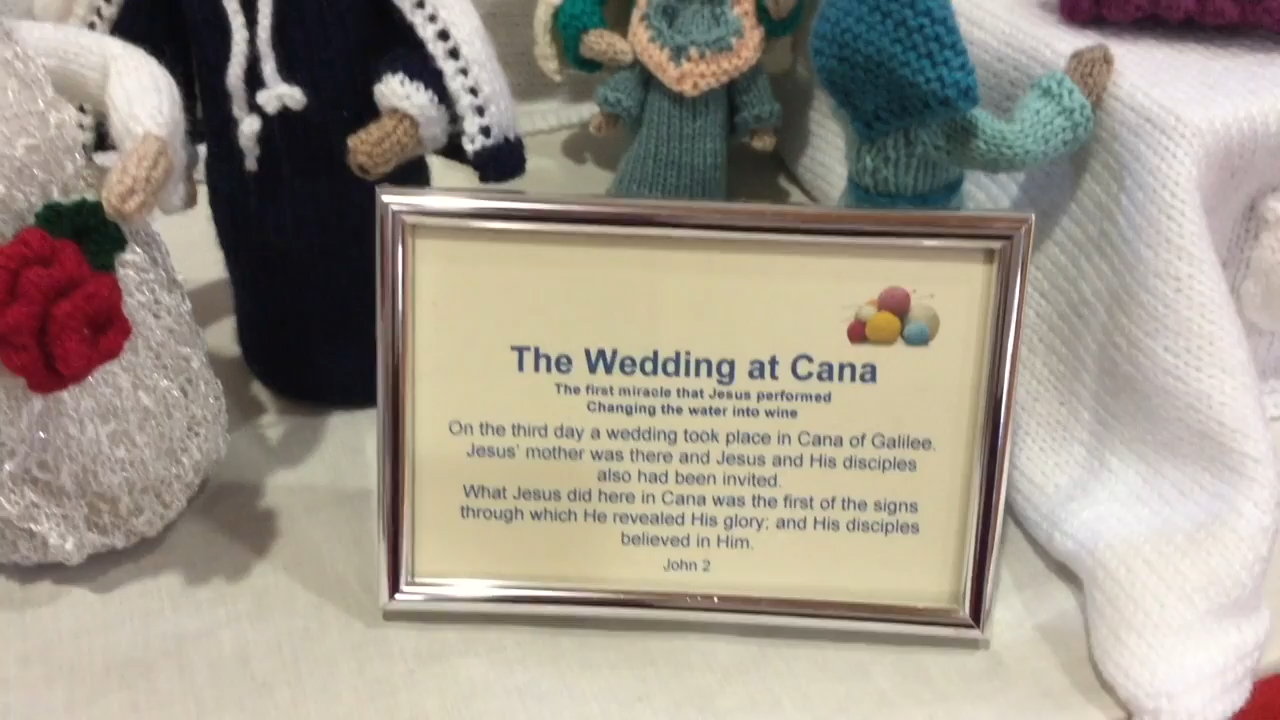 The Wedding at Cana
The first miracle that Jesus performed
Changing the water into wine
On the third day a wedding took place in Cana of Galilee.
Jesus' mother was there and Jesus and His disciples
also had been invited.
What Jesus did here in Cana was the first of the signs
through which He revealed His glory; and His disciples
believed in Him.
John 2